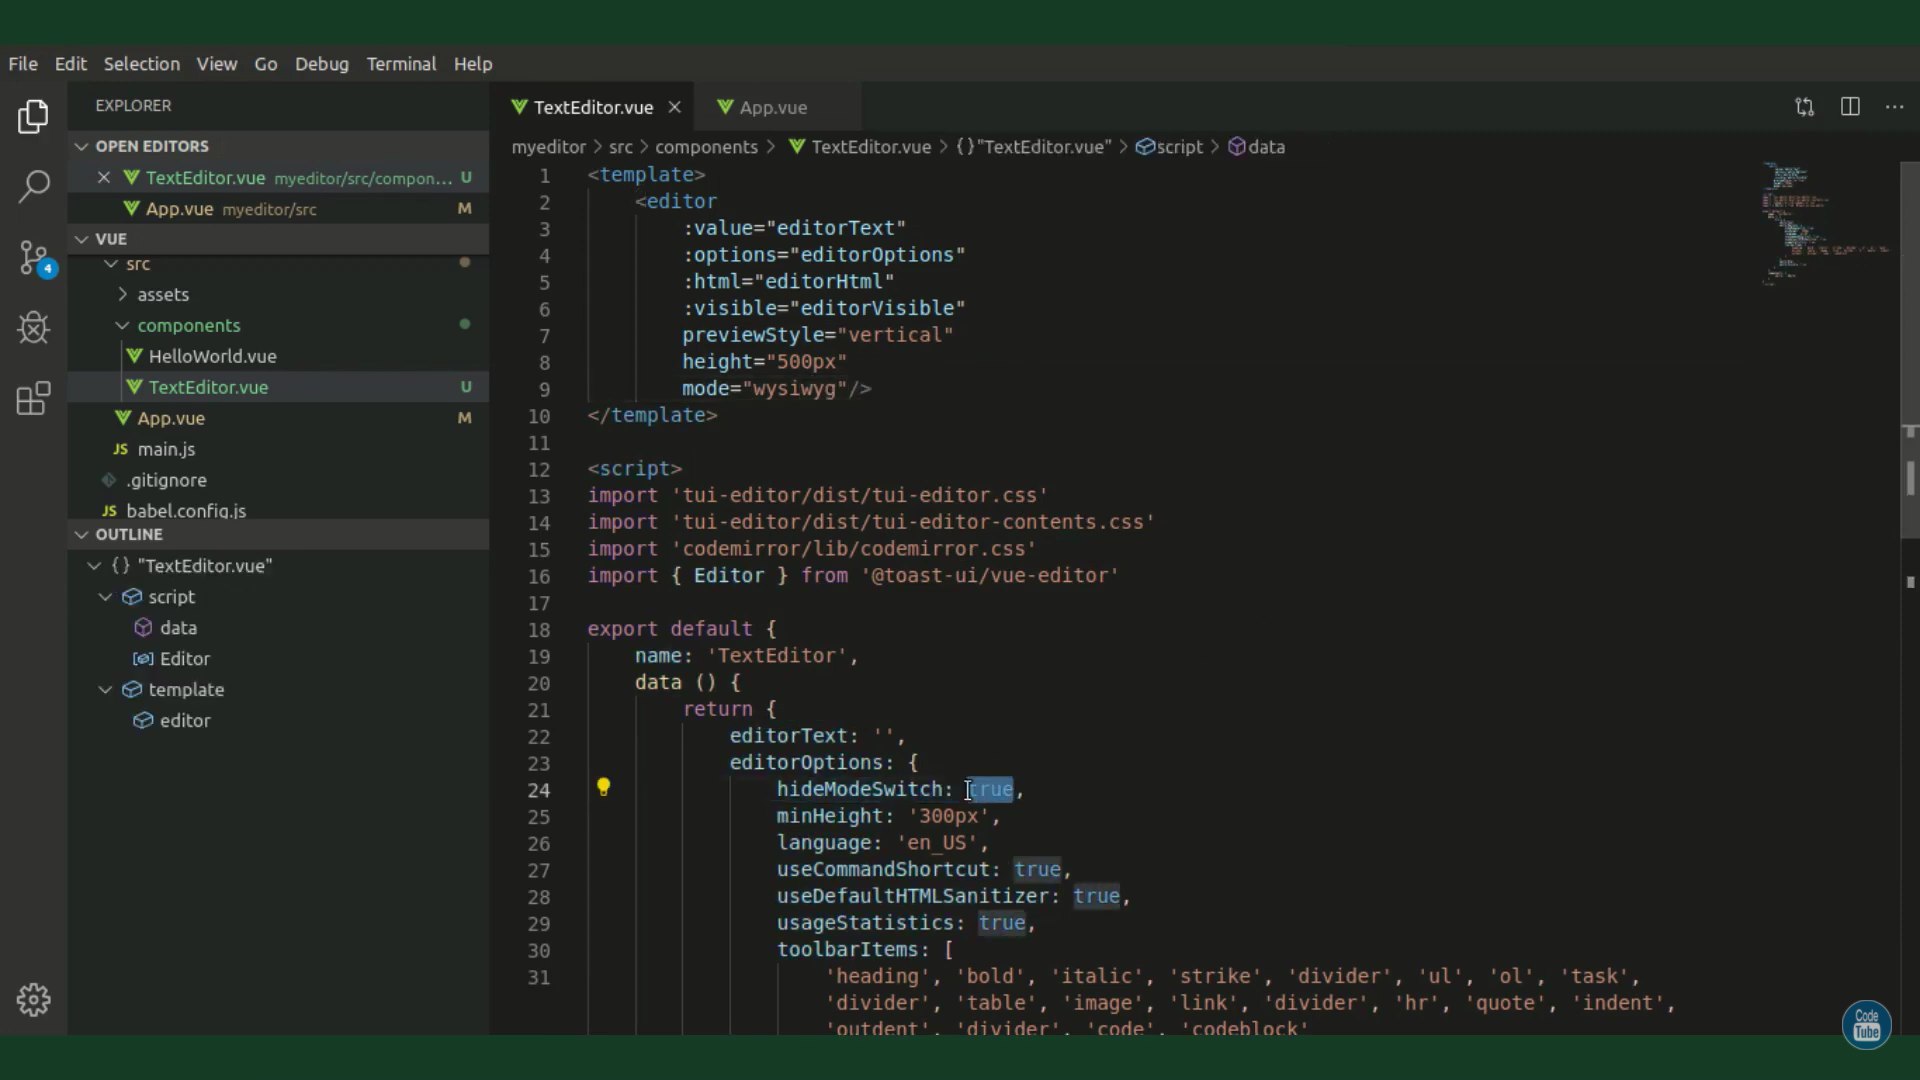 File Edit Selection View Go Debug Terminal Help
EXPLORER
OPEN EDITORS
TextEditor.vue myeditor/src/compon... U
App.vue myeditor/src M
VUE
src
assets
components
HelloWorld.vue
TextEditor.vue U
App.vue M
JS main.js
.gitignore
JS babel.config.js
OUTLINE
{} "TextEditor.vue"
script
data
Editor
template
editor
4
TextEditor.vue × App.vue
myeditor > src > components > TextEditor.vue > {} "TextEditor.vue" > script > data
1 <template>
2 <editor
3 :value="editorText"
4 :options="editorOptions"
5 :html="editorHtml"
6 :visible="editorVisible"
7 previewStyle="vertical"
8 height="500px"
9 mode="wysiwyg"/>
10 </template>
11
12 <script>
13 import 'tui-editor/dist/tui-editor.css'
14 import 'tui-editor/dist/tui-editor-contents.css'
15 import 'codemirror/lib/codemirror.css'
16 import { Editor } from '@toast-ui/vue-editor'
17
18 export default {
19 name: 'TextEditor',
20 data () {
21 return {
22 editorText: '',
23 editorOptions: {
24 hideModeSwitch: true,
25 minHeight: '300px',
26 language: 'en_US',
27 useCommandShortcut: true,
28 useDefaultHTMLSanitizer: true,
29 usageStatistics: true,
30 toolbarItems: [
31 'heading', 'bold', 'italic', 'strike', 'divider', 'ul', 'ol', 'task',
'divider', 'table', 'image', 'link', 'divider', 'hr', 'quote', 'indent',
'outdent', 'divider', 'code', 'codeblock'
Code
Tube